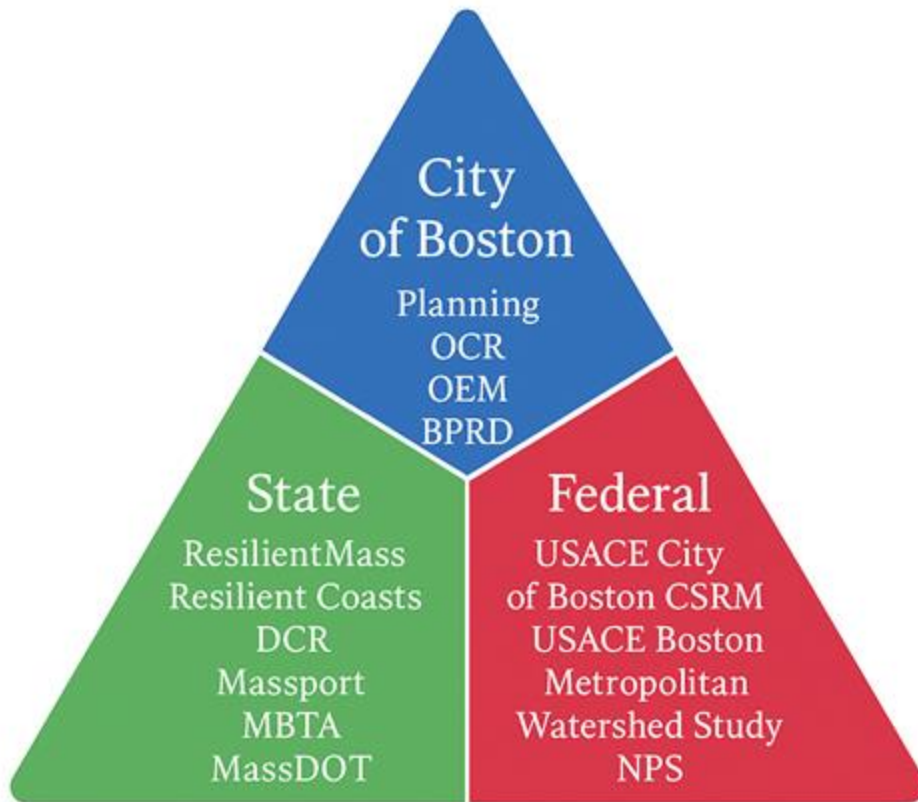 City
of Boston
Planning
OCR
OEM
BPRD
State
ResilientMass
Resilient Coasts
DCR
Massport
MBTA
MassDOT
Federal
USACE City
of Boston CSRM
USACE Boston
Metropolitan
Watershed Study
NPS